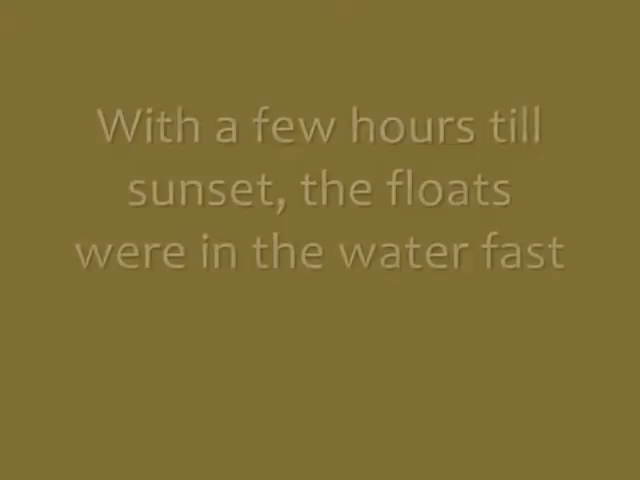 With a few hours till
sunset, the floats
were in the water fast